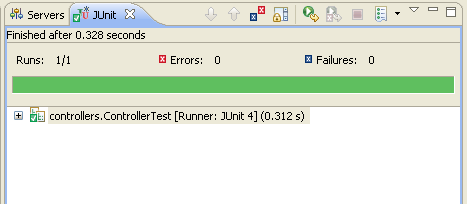 Servers JUnit
Finished after 0.328 seconds
Runs: 1/1 Errors: 0 Failures: 0
controllers.ControllerTest [Runner: JUnit 4] (0.312 s)